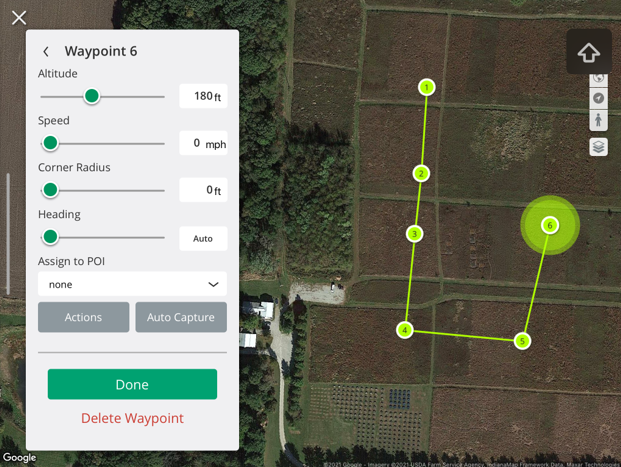 Waypoint 6
Altitude
180 ft
Speed
0 mph
Corner Radius
0 ft
Heading
Auto
Assign to POI
none
Actions
Auto Capture
Done
Delete Waypoint
1
2
3
6
4
5
Google
©2021 Google - Imagery ©2021 USDA Farm Service Agency, IndianaMap Framework Data, Maxar Technologies